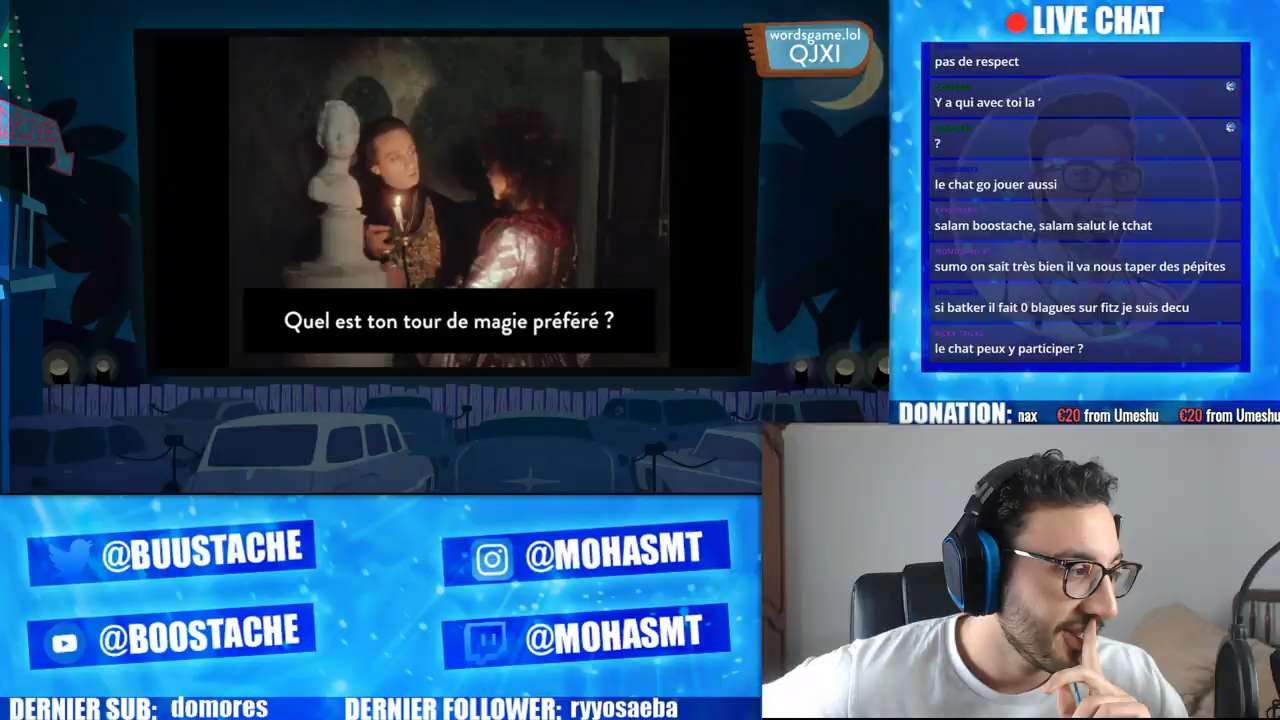 wordsgame.lol
QJXI
Quel est ton tour de magie préféré ?
LIVE CHAT
pas de respect
Y a qui avec toi la ‘
?
le chat go jouer aussi
salam boostache, salam salut le tchat
sumo on sait très bien il va nous taper des pépites
si batker il fait 0 blagues sur fitz je suis decu
le chat peux y participer ?
DONATION: nax €20 from Umeshu €20 from Umeshu
@BUUSTACHE
@MOHASMT
@BOOSTACHE
@MOHASMT
DERNIER SUB: domores
DERNIER FOLLOWER: ryyosaeba